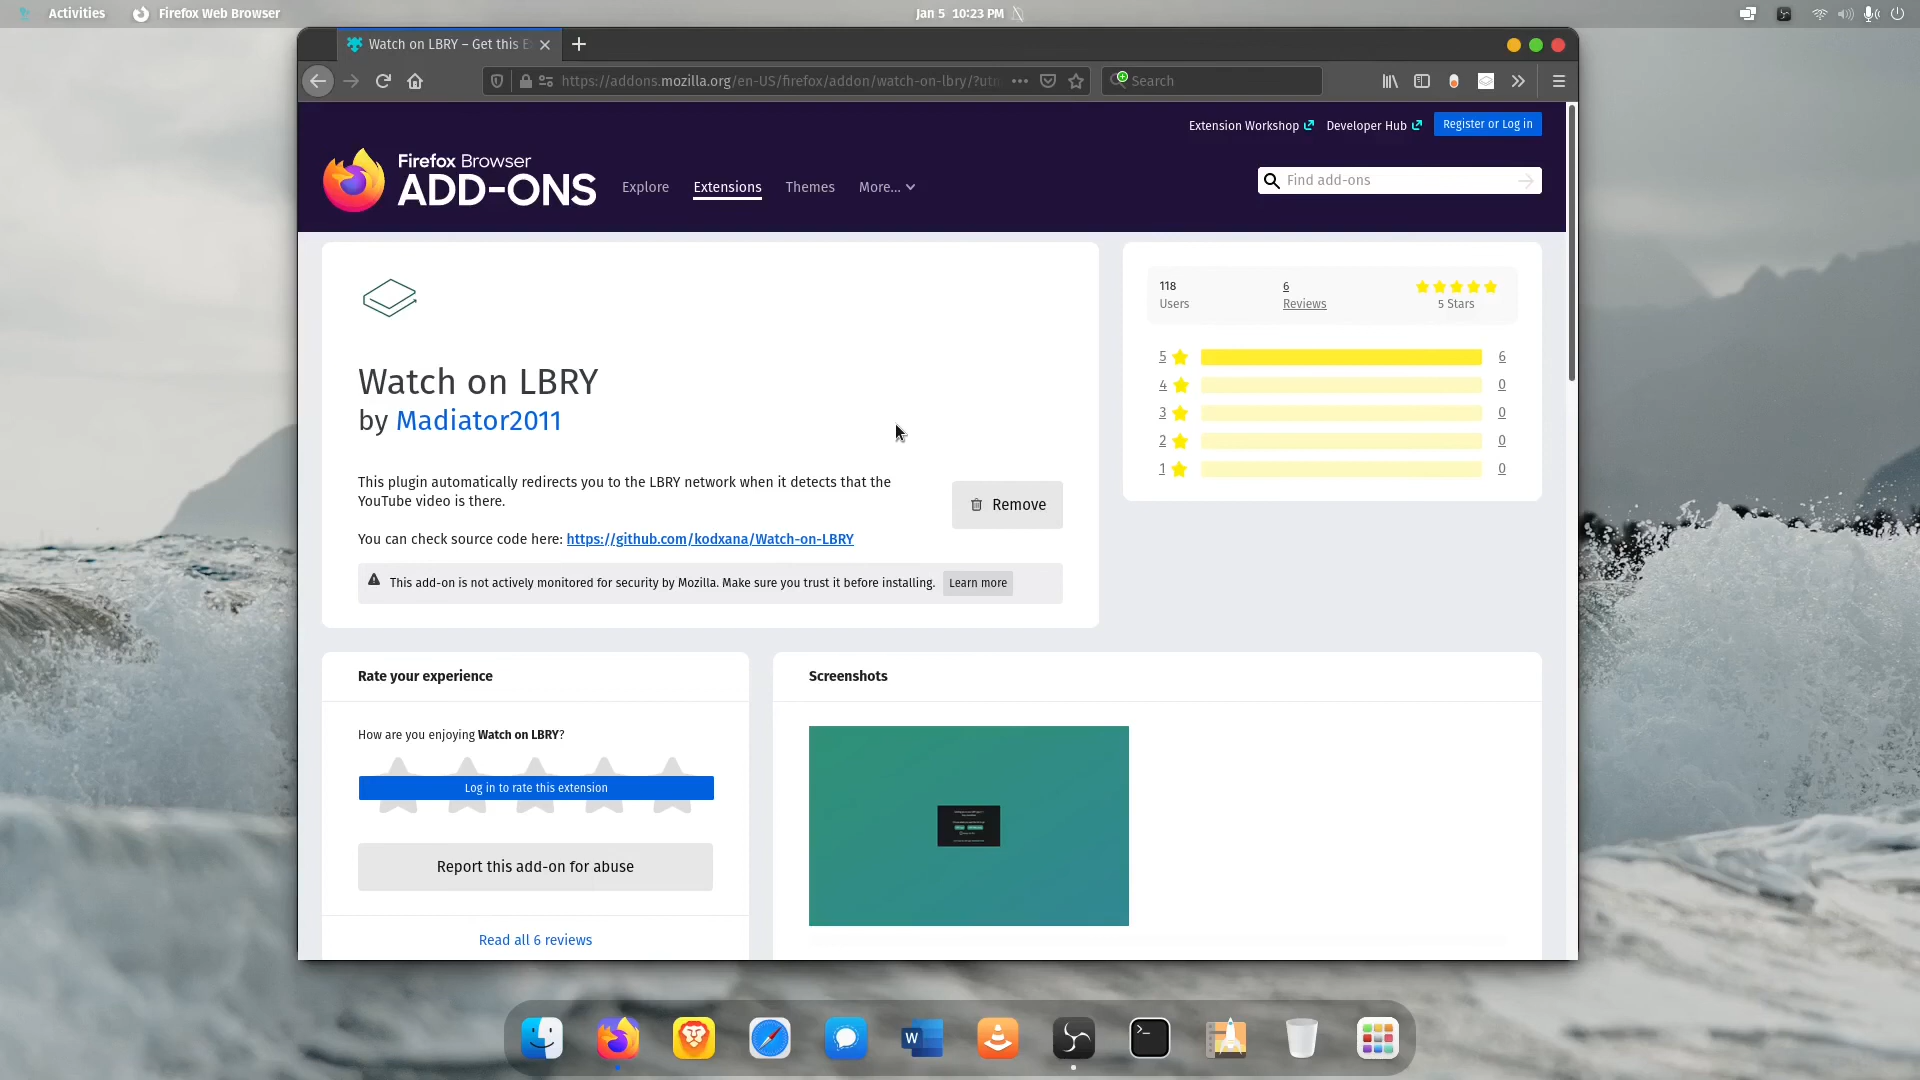 Activities Firefox Web Browser Jan 5 10:23 PM
Watch on LBRY – Get this E
https://addons.mozilla.org/en-US/firefox/addon/watch-on-lbry/?utm
Search
Extension Workshop Developer Hub Register or Log in
Firefox Browser
ADD-ONS
Explore Extensions Themes More... Find add-ons
Watch on LBRY
by Madiator2011
This plugin automatically redirects you to the LBRY network when it detects that the
YouTube video is there.
Remove
You can check source code here: https://github.com/kodxana/Watch-on-LBRY
This add-on is not actively monitored for security by Mozilla. Make sure you trust it before installing. Learn more
118 6
Users Reviews 5 Stars
5 6
4 0
3 0
2 0
1 0
Rate your experience
How are you enjoying Watch on LBRY?
Log in to rate this extension
Report this add-on for abuse
Read all 6 reviews
Screenshots
W